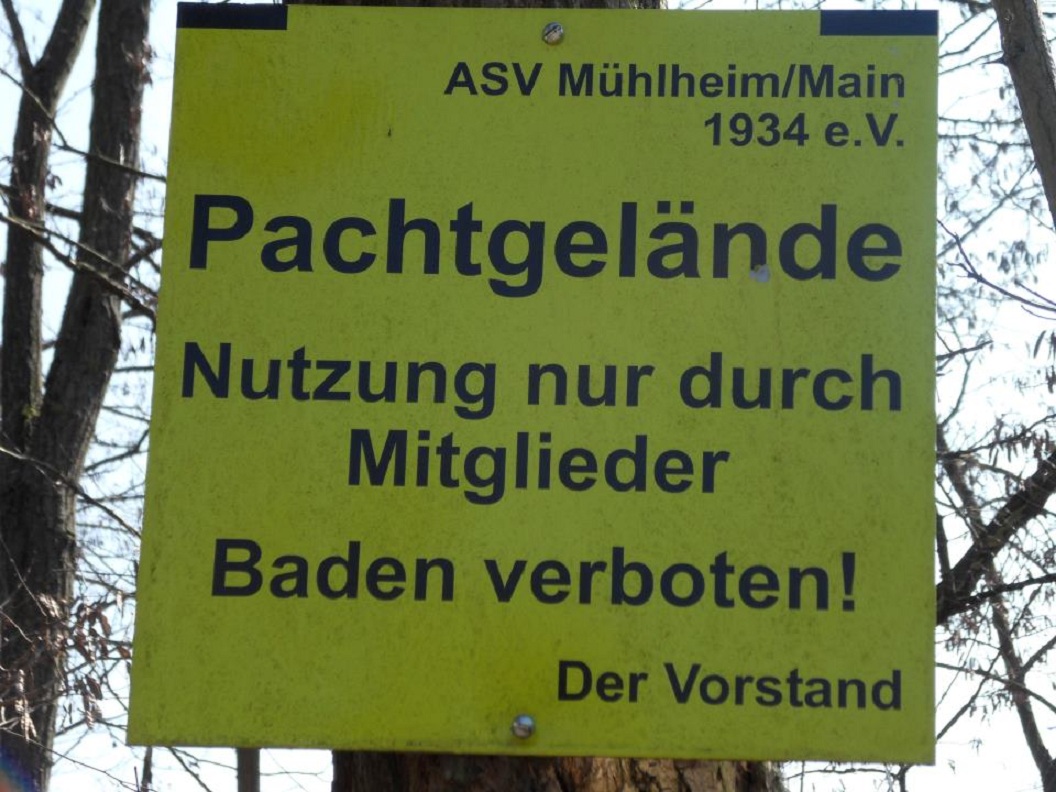 ASV Mühlheim/Main
1934 e.V.
Pachtgelände
Nutzung nur durch
Mitglieder
Baden verboten!
Der Vorstand